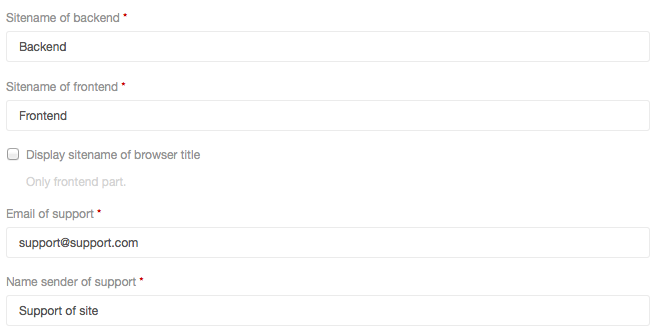 Sitename of backend *
Backend
Sitename of frontend *
Frontend
Display sitename of browser title
Only frontend part.
Email of support *
support@support.com
Name sender of support *
Support of site